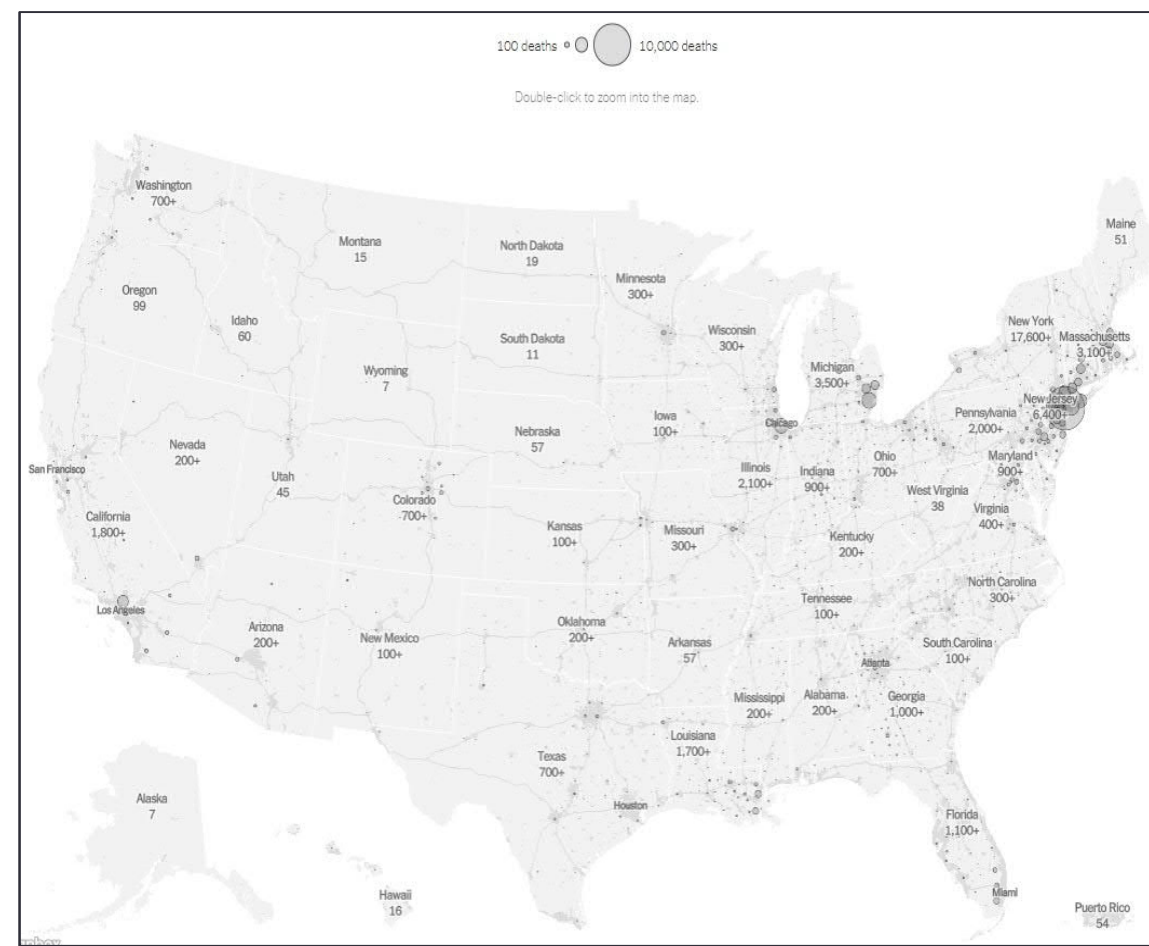 100 deaths
10,000 deaths
Double-click to zoom into the map.
Washington
700+
Montana
15
North Dakota
19
Minnesota
300+
Maine
51
Oregon
99
Idaho
60
Wyoming
7
South Dakota
11
Wisconsin
300+
Michigan
3,500+
New York
17,600+
Massachusetts
3,100+
New Jersey
6,400+
Pennsylvania
2,000+
Iowa
100+
Chicago
Nebraska
57
Nevada
200+
San Francisco
Utah
45
Colorado
700+
California
1,800+
Kansas
100+
Missouri
300+
Illinois
2,100+
Indiana
900+
Ohio
700+
West Virginia
38
Maryland
900+
Virginia
400+
Kentucky
200+
North Carolina
300+
Tennessee
100+
Los Angeles
Arizona
200+
New Mexico
100+
Oklahoma
200+
Arkansas
57
South Carolina
100+
Atlanta
Mississippi
200+
Alabama
200+
Georgia
1,000+
Louisiana
1,700+
Texas
700+
Houston
Alaska
7
Hawaii
16
Florida
1,100+
Miami
Puerto Rico
54